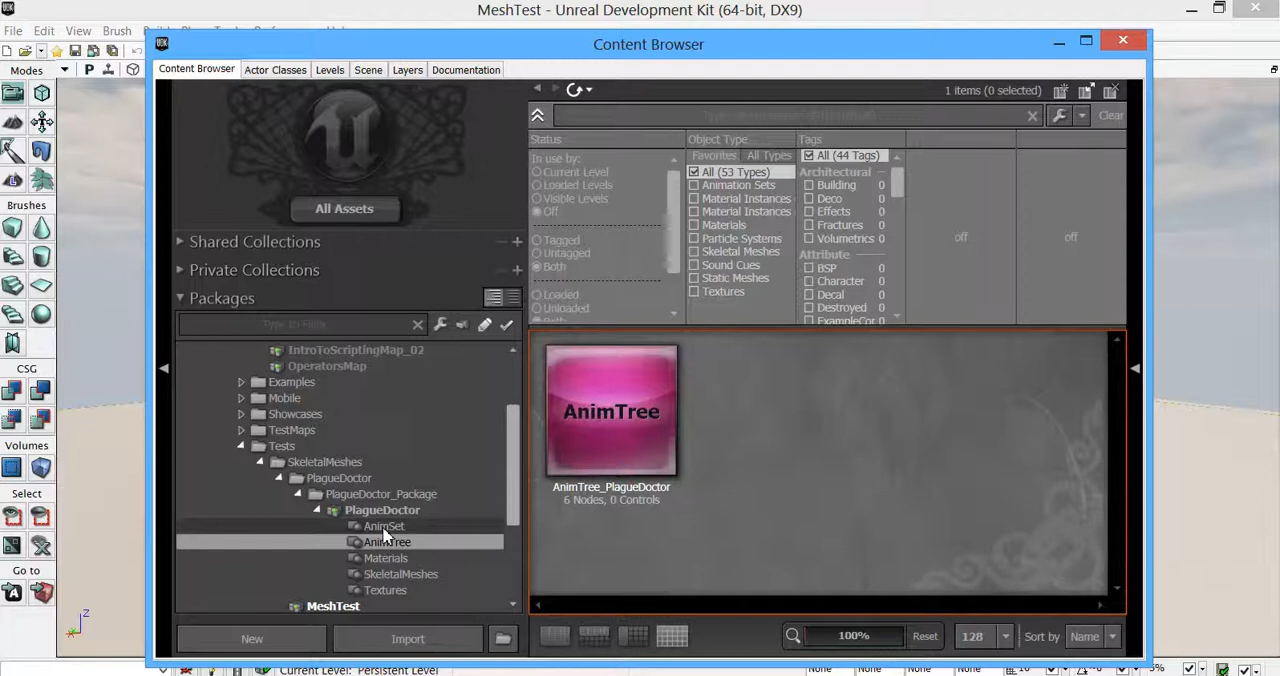 MeshTest - Unreal Development Kit (64-bit, DX9)
File Edit View Brush
Content Browser
Modes
P
Content Browser Actor Classes Levels Scene Layers Documentation
1 items (0 selected)
Clear
All Assets
Shared Collections
Private Collections
Packages
IntroToScriptingMap_02
OperatorsMap
Examples
Mobile
Showcases
TestMaps
Tests
SkeletalMeshes
PlagueDoctor
PlagueDoctor_Package
PlagueDoctor
AnimSet
AnimTree
Materials
SkeletalMeshes
Textures
MeshTest
New Import
Status
In use by:
Current Level
Loaded Levels
Visible Levels
Off
Tagged
Untagged
Both
Loaded
Unloaded
Object Type
Favorites All Types
All (53 Types)
Animation Sets
Material Instances
Material Instances
Materials
Particle Systems
Skeletal Meshes
Sound Cues
Static Meshes
Textures
Tags
All (44 Tags)
Architectural
Building 0
Deco 0
Effects 0
Fractures 0
Volumetrics 0
Attribute
BSP 0
Character 0
Decal 0
Destroyed 0
off
off
AnimTree
AnimTree_PlagueDoctor
6 Nodes, 0 Controls
100% Reset 128 Sort by Name
Brushes
CSG
Volumes
Select
Go to
Z
X
Current Level: Persistent Level
None None None None